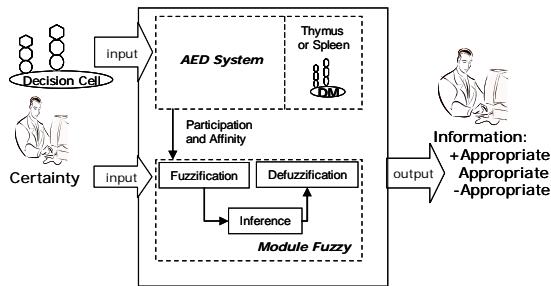 Decision Cell
input
AED System
Thymus
or Spleen
DM
Participation
and Affinity
Certainty
input
Fuzzification
Defuzzification
Inference
Module Fuzzy
output
Information:
+Appropriate
Appropriate
-Appropriate